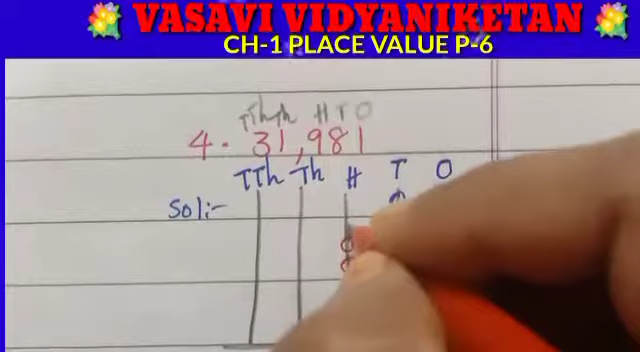 VASAVI VIDYANIKETAN
CH-1 PLACE VALUE P-6
TTh Th H T O
4. 31,981
TTh Th H T O
Sol:-